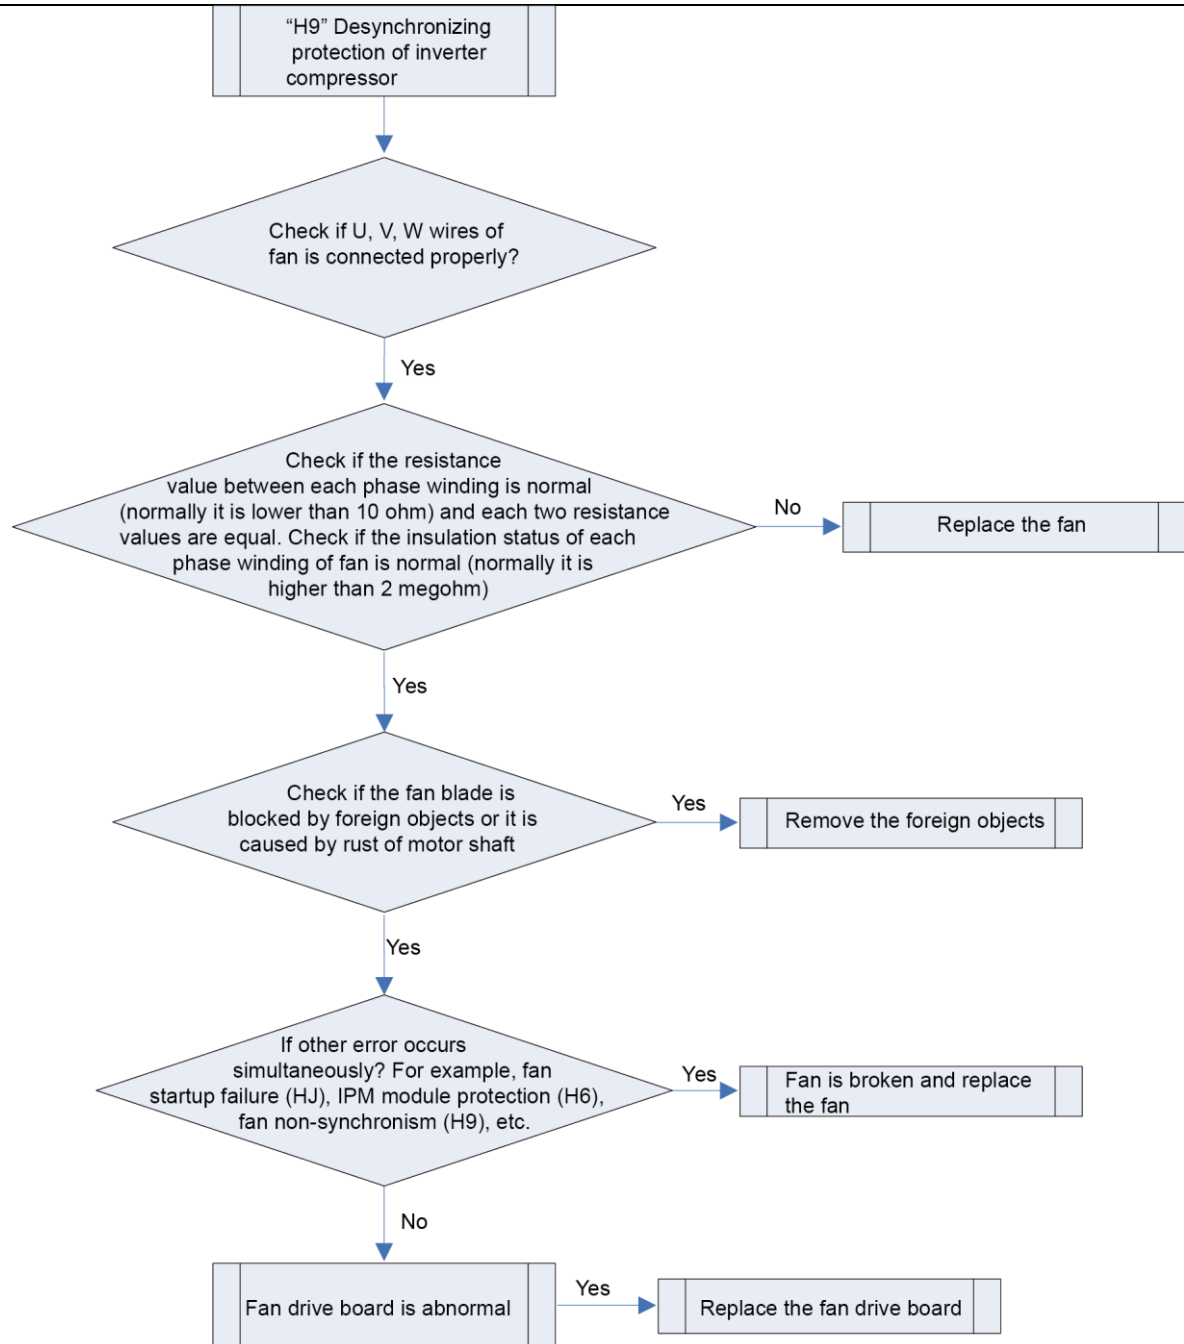 “H9” Desynchronizing
protection of inverter
compressor
Check if U, V, W wires of
fan is connected properly?
Yes
Check if the resistance
value between each phase winding is normal
(normally it is lower than 10 ohm) and each two resistance
values are equal. Check if the insulation status of each
phase winding of fan is normal (normally it is
higher than 2 megohm)
No
Replace the fan
Yes
Check if the fan blade is
blocked by foreign objects or it is
caused by rust of motor shaft
Yes
Remove the foreign objects
Yes
If other error occurs
simultaneously? For example, fan
startup failure (HJ), IPM module protection (H6),
fan non-synchronism (H9), etc.
Yes
Fan is broken and replace
the fan
No
Fan drive board is abnormal
Yes
Replace the fan drive board